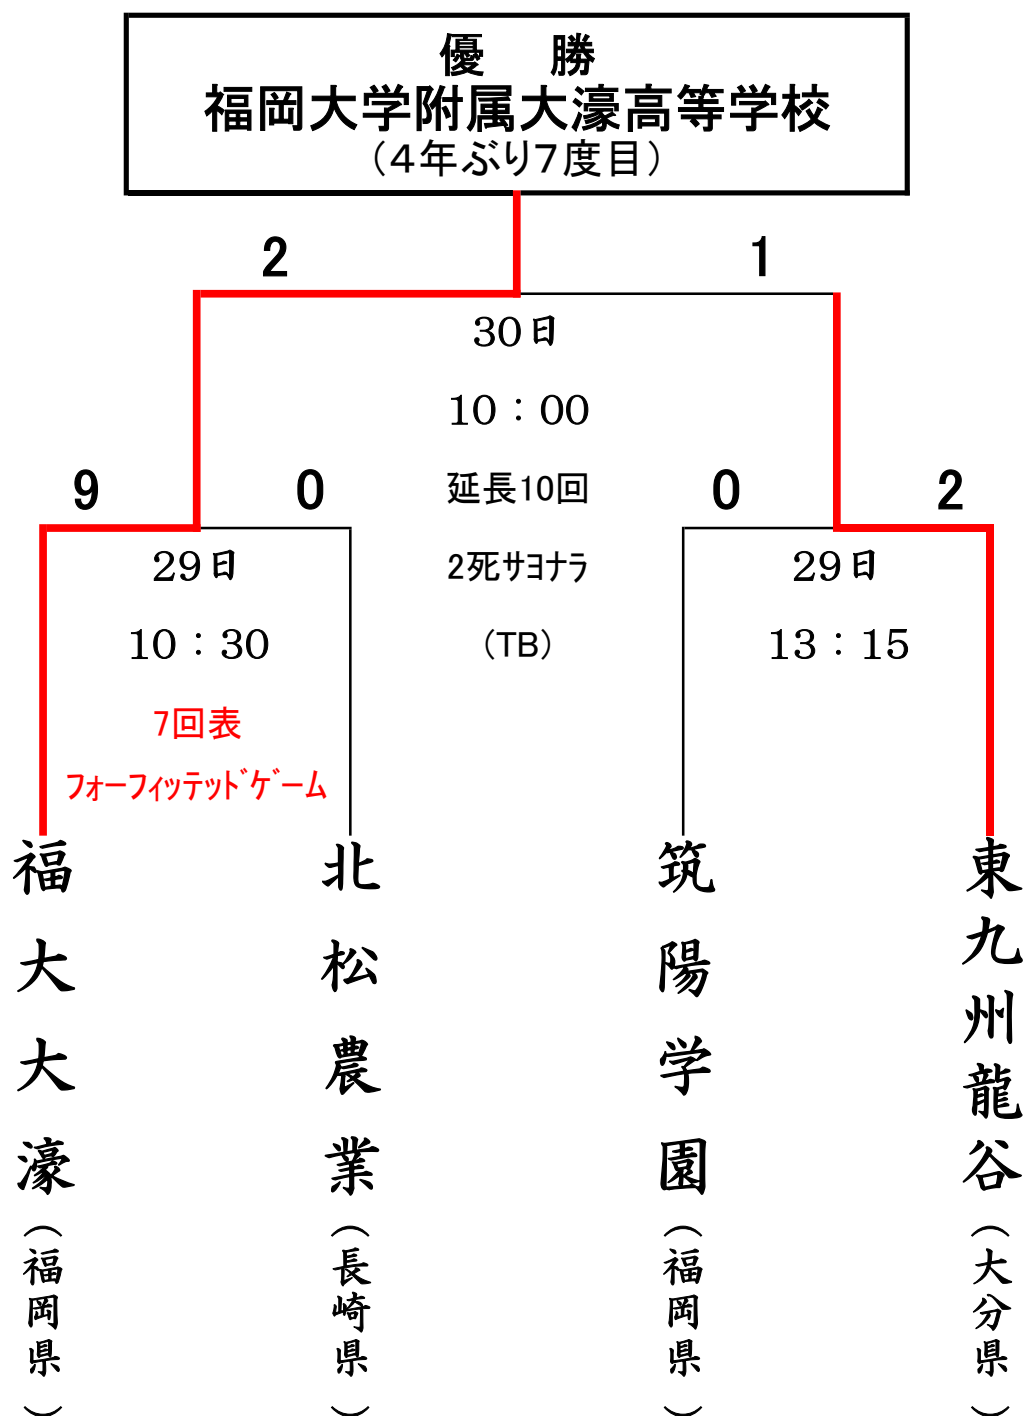 優　勝
福岡大学附属大濠高等学校
（４年ぶり７度目）
2
1
30日
10：00
延長10回
2死サヨナラ
（TB）
9
0
0
2
29日
10：30
7回表
フォーフィッテッドゲーム
29日
13：15
福大大濠（福岡県）
北松農業（長崎県）
筑陽学園（福岡県）
東九州龍谷（大分県）